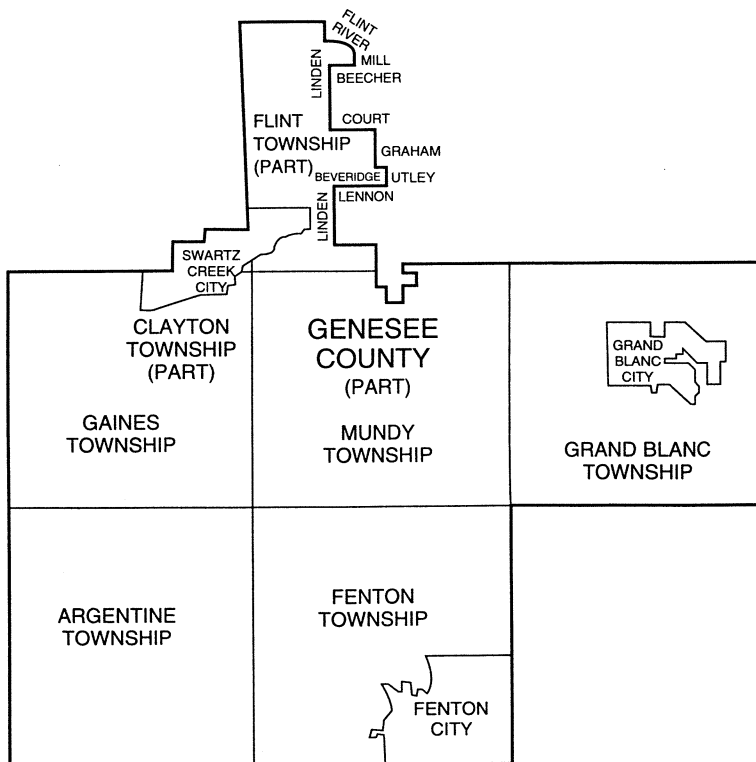 FLINT
RIVER
LINDEN
MILL
BEECHER
FLINT
TOWNSHIP
(PART)
COURT
GRAHAM
BEVERIDGE
UTLEY
LENNON
LINDEN
SWARTZ
CREEK
CITY
CLAYTON
TOWNSHIP
(PART)
GENESEE
COUNTY
(PART)
GRAND
BLANC
CITY
GAINES
TOWNSHIP
MUNDY
TOWNSHIP
GRAND BLANC
TOWNSHIP
ARGENTINE
TOWNSHIP
FENTON
TOWNSHIP
FENTON
CITY